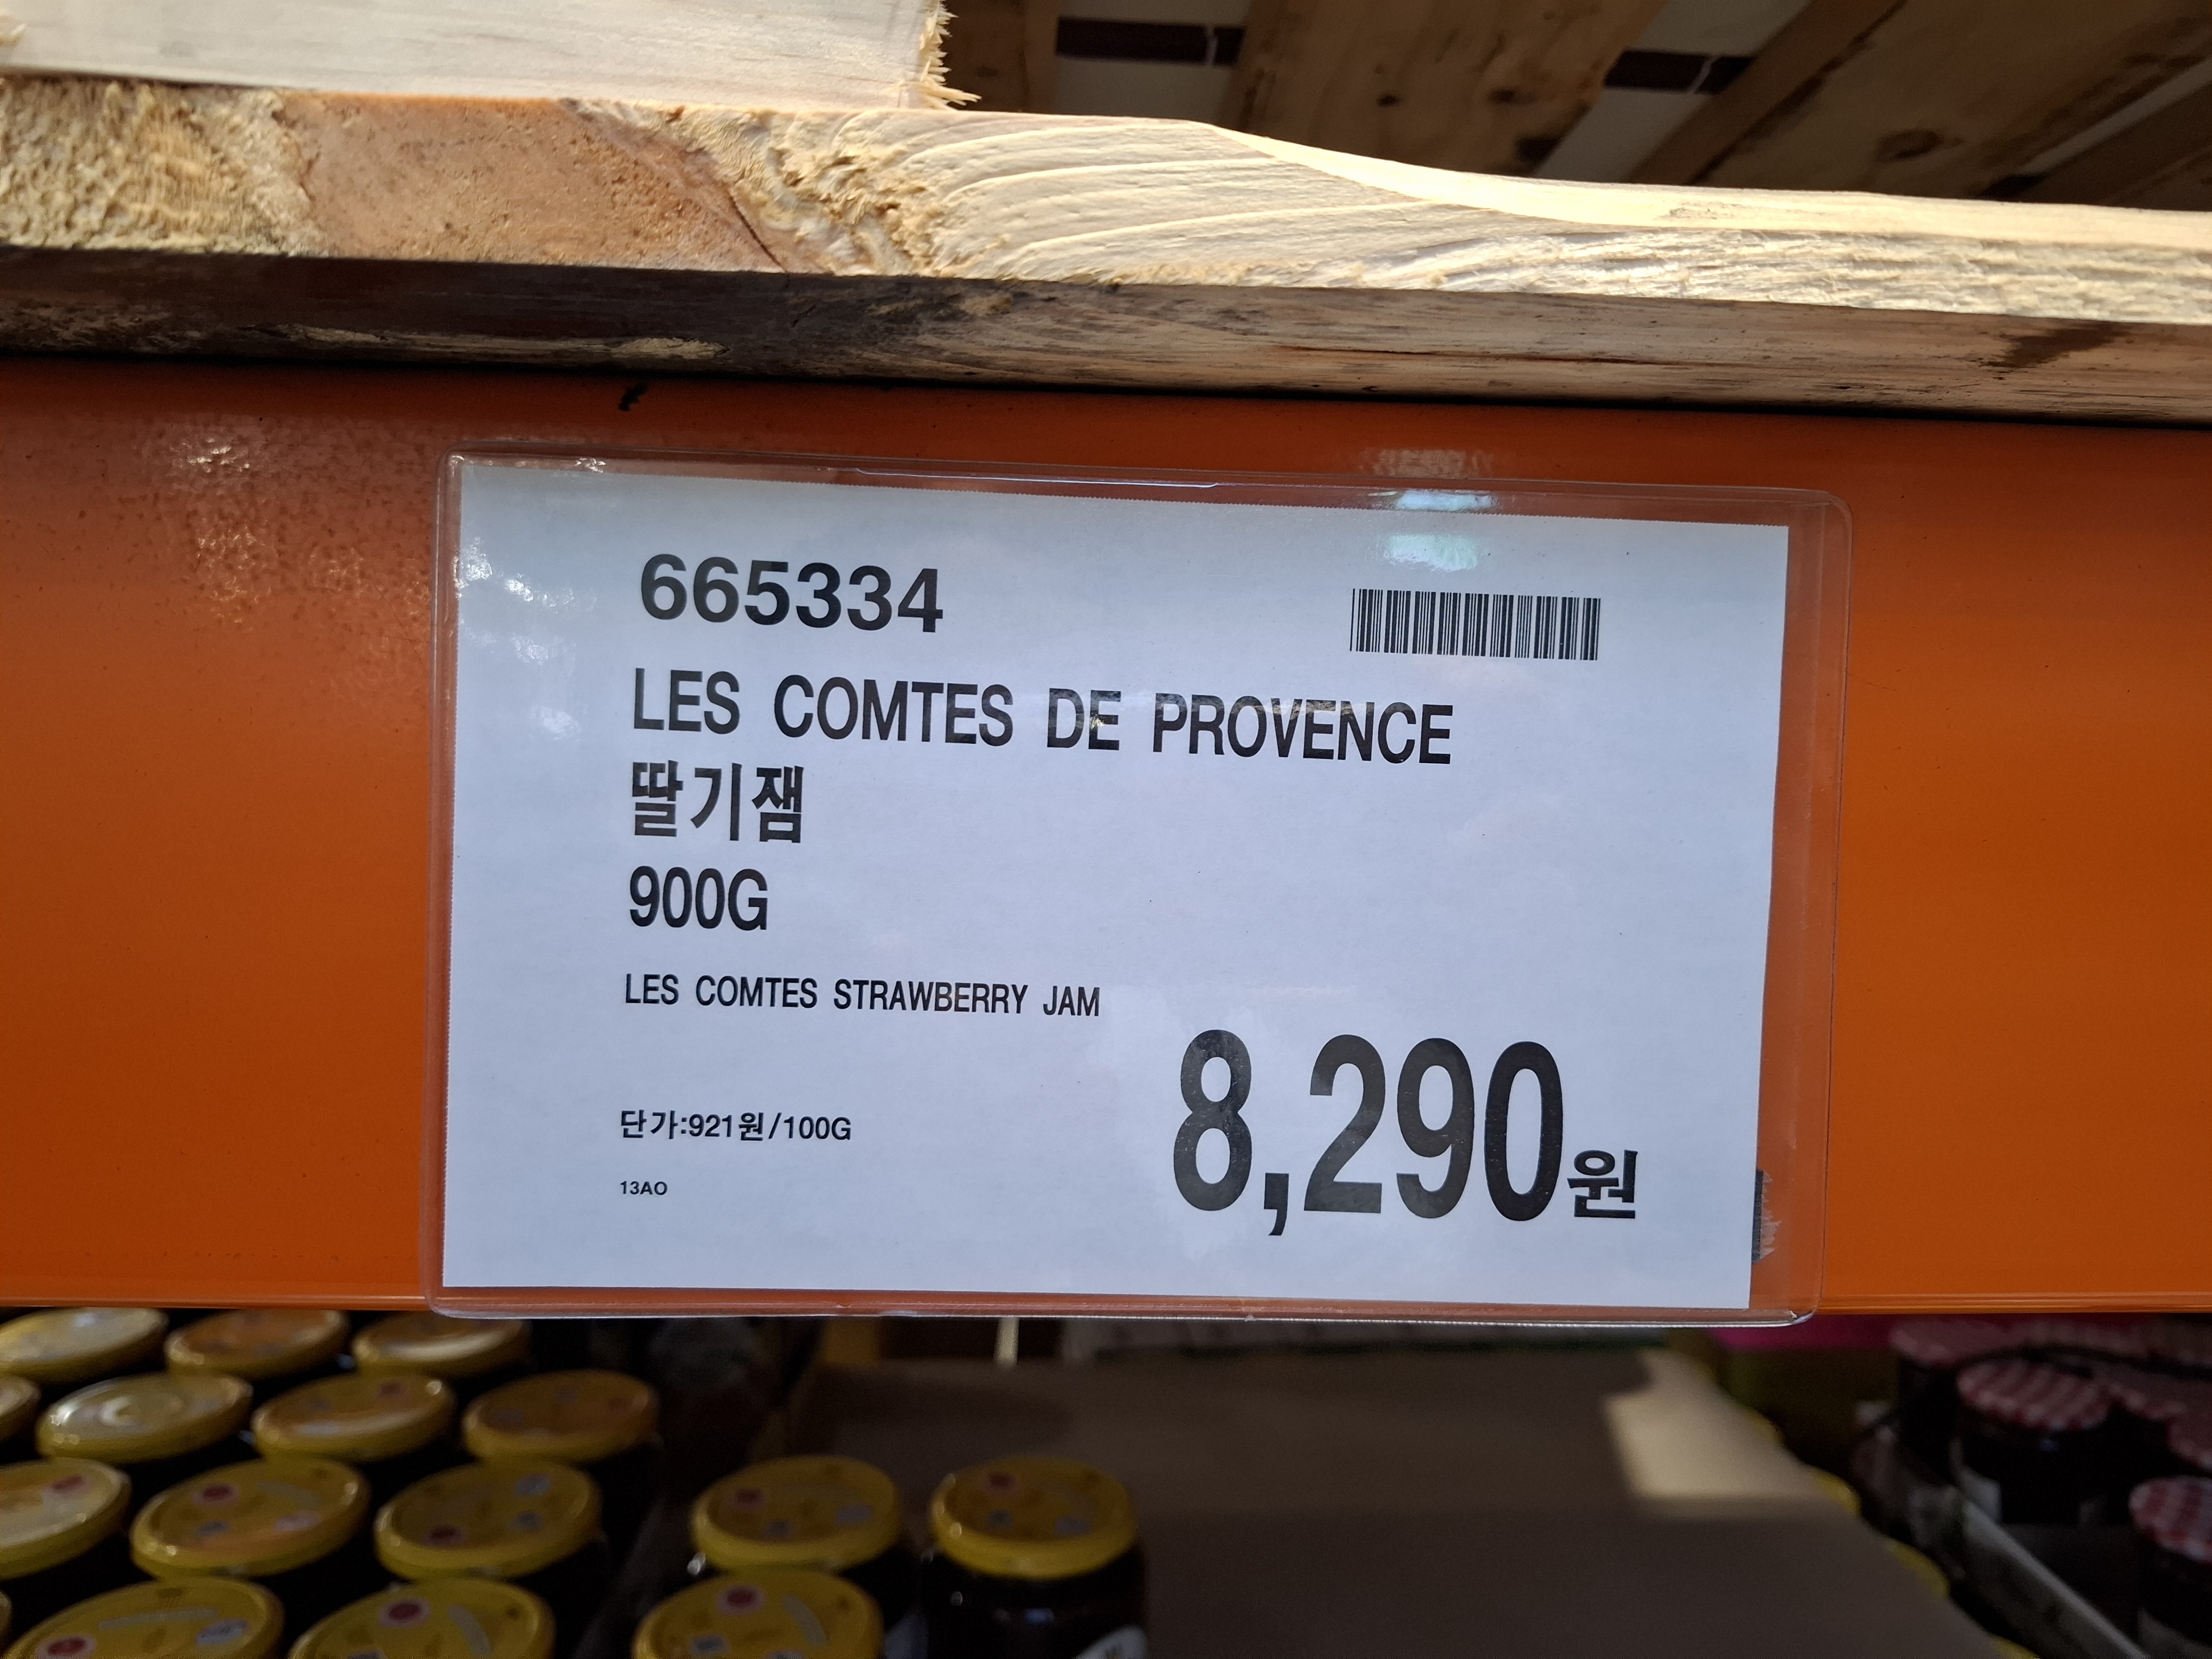 665334
LES COMTES DE PROVENCE
딸기잼
900G
LES COMTES STRAWBERRY JAM
단가:921원/100G
8,290원
13AO